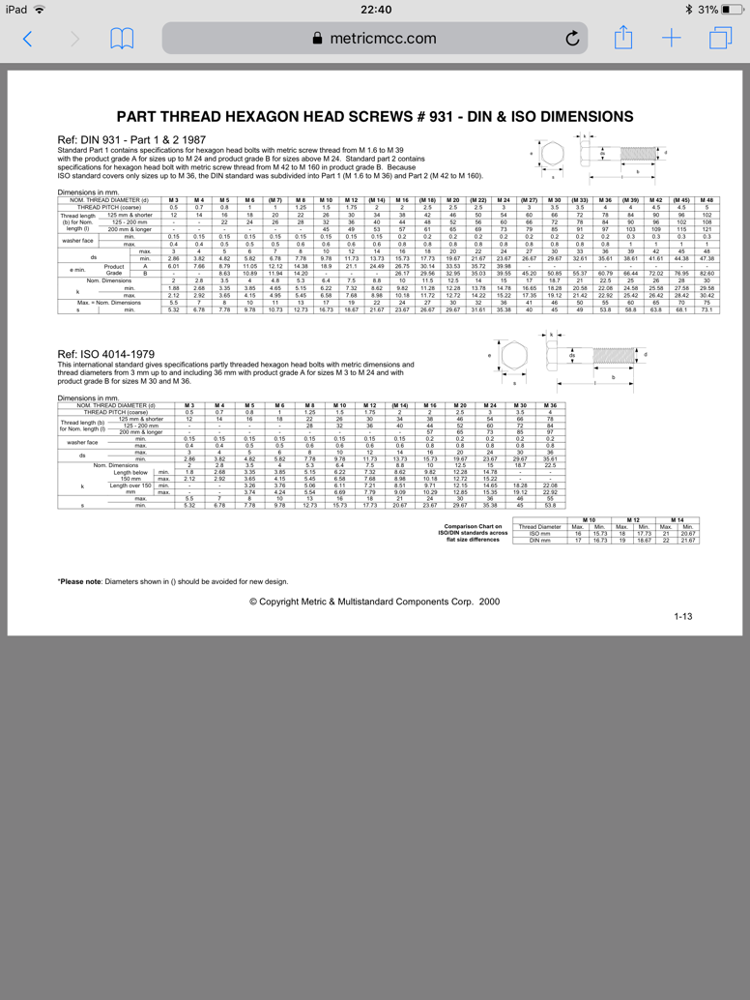 iPad 22:40 31%
metricmcc.com
PART THREAD HEXAGON HEAD SCREWS # 931 - DIN & ISO DIMENSIONS
Ref: DIN 931 - Part 1 & 2 1987
Standard Part 1 contains specifications for hexagon head bolts with metric screw thread from M 1.6 to M 39
with the product grade A for sizes up to M 24 and product grade B for sizes above M 24. Standard part 2 contains
specifications for hexagon head bolts with metric screw thread from M 42 to M 160 in product grade B. Because
ISO standard covers only sizes up to M 36, the DIN standard was subdivided into Part 1 (M 1.6 to M 36) and Part 2 (M 42 to M 160).
k
e ds d
s b
l
Dimensions in mm.
NOM. THREAD DIAMETER (d) M 3 M 4 M 5 M 6 (M 7) M 8 M 10 M 12 (M 14) M 16 (M 18) M 20 (M 22) M 24 (M 27) M 30 (M 33) M 36 (M 39) M 42 (M 45) M 48
THREAD PITCH (coarse) 0.5 0.7 0.8 1 1 1.25 1.5 1.75 2 2 2.5 2.5 2.5 3 3 3.5 3.5 4 4 4.5 4.5 5
Thread length (b) for Nom. length (l) 125 mm & shorter 12 14 16 18 20 22 26 30 34 38 42 46 50 54 60 66 72 78 84 90 96 102
125 - 200 mm - - 22 24 26 28 32 36 40 44 48 52 56 60 66 72 78 84 90 96 102 108
200 mm & longer - - - - - - 45 49 53 57 61 65 69 73 79 85 91 97 103 109 115 121
washer face min. 0.15 0.15 0.15 0.15 0.15 0.15 0.15 0.15 0.15 0.2 0.2 0.2 0.2 0.2 0.2 0.2 0.2 0.2 0.3 0.3 0.3 0.3
max. 0.4 0.4 0.5 0.5 0.5 0.6 0.6 0.6 0.6 0.8 0.8 0.8 0.8 0.8 0.8 0.8 0.8 0.8 1 1 1 1
ds max. 3 4 5 6 7 8 10 12 14 16 18 20 22 24 27 30 33 36 39 42 45 48
min. 2.86 3.82 4.82 5.82 6.78 7.78 9.78 11.73 13.73 15.73 17.73 19.67 21.67 23.67 26.67 29.67 32.61 35.61 38.61 41.61 44.38 47.38
e min. Product Grade A 6.01 7.66 8.79 11.05 12.12 14.38 18.9 21.1 24.49 26.75 30.14 33.53 35.72 39.98 - - - - - - - -
B - - 8.63 10.89 11.94 14.20 - - - 26.17 29.56 32.95 35.03 39.55 45.20 50.85 55.37 60.79 66.44 72.02 76.95 82.60
k Nom. Dimensions 2 2.8 3.5 4 4.8 5.3 6.4 7.5 8.8 10 11.5 12.5 14 15 17 18.7 21 22.5 25 26 28 30
min. 1.88 2.68 3.35 3.85 4.65 5.15 6.22 7.32 8.62 9.82 11.28 12.28 13.78 14.78 16.65 18.28 20.58 22.08 24.58 25.58 27.58 29.58
max. 2.12 2.92 3.65 4.15 4.95 5.45 6.58 7.68 8.98 10.18 11.72 12.72 14.22 15.22 17.35 19.12 21.42 22.92 25.42 26.42 28.42 30.42
s Max. = Nom. Dimensions 5.5 7 8 10 11 13 17 19 22 24 27 30 32 36 41 46 50 55 60 65 70 75
min. 5.32 6.78 7.78 9.78 10.73 12.73 16.73 18.67 21.67 23.67 26.67 29.67 31.61 35.38 40 45 49 53.8 58.8 63.8 68.1 73.1
k
e ds d
s b
l
Ref: ISO 4014-1979
This international standard gives specifications partly threaded hexagon head bolts with metric dimensions and
thread diameters from 3 mm up to and including 36 mm with product grade A for sizes M 3 to M 24 and with
product grade B for sizes M 30 and M 36.
Dimensions in mm.
NOM. THREAD DIAMETER (d) M 3 M 4 M 5 M 6 M 8 M 10 M 12 (M 14) M 16 M 20 M 24 M 30 M 36
THREAD PITCH (coarse) 0.5 0.7 0.8 1 1.25 1.5 1.75 2 2 2.5 3 3.5 4
Thread length (b) for Nom. length (l) 125 mm & shorter 12 14 16 18 22 26 30 34 38 46 54 66 78
125 - 200 mm - - - - 28 32 36 40 44 52 60 72 84
200 mm & longer - - - - - - - - 57 65 73 85 97
washer face min. 0.15 0.15 0.15 0.15 0.15 0.15 0.15 0.15 0.2 0.2 0.2 0.2 0.2
max. 0.4 0.4 0.5 0.5 0.6 0.6 0.6 0.6 0.8 0.8 0.8 0.8 0.8
ds max. 3 4 5 6 8 10 12 14 16 20 24 30 36
min. 2.86 3.82 4.82 5.82 7.78 9.78 11.73 13.73 15.73 19.67 23.67 29.67 35.61
k Nom. Dimensions 2 2.8 3.5 4 5.3 6.4 7.5 8.8 10 12.5 15 18.7 22.5
Length below 150 mm min. 1.8 2.68 3.35 3.85 5.15 6.22 7.32 8.62 9.82 12.28 14.78 - -
max. 2.12 2.92 3.65 4.15 5.45 6.58 7.68 8.98 10.18 12.72 15.22 - -
Length over 150 mm min. - - 3.26 3.76 5.06 6.11 7.21 8.51 9.71 12.15 14.65 18.28 22.08
max. - - 3.74 4.24 5.54 6.69 7.79 9.09 10.29 12.85 15.35 19.12 22.92
s max. 5.5 7 8 10 13 16 18 21 24 30 36 46 55
min. 5.32 6.78 7.78 9.78 12.73 15.73 17.73 20.67 23.67 29.67 35.38 45 53.8
Comparison Chart on
ISO/DIN standards across
flat size differences
M 10 M 12 M 14
Thread Diameter Max. Min. Max. Min. Max. Min.
ISO mm 16 15.73 18 17.73 21 20.67
DIN mm 17 16.73 19 18.67 22 21.67
*Please note: Diameters shown in () should be avoided for new design.
© Copyright Metric & Multistandard Components Corp. 2000
1-13